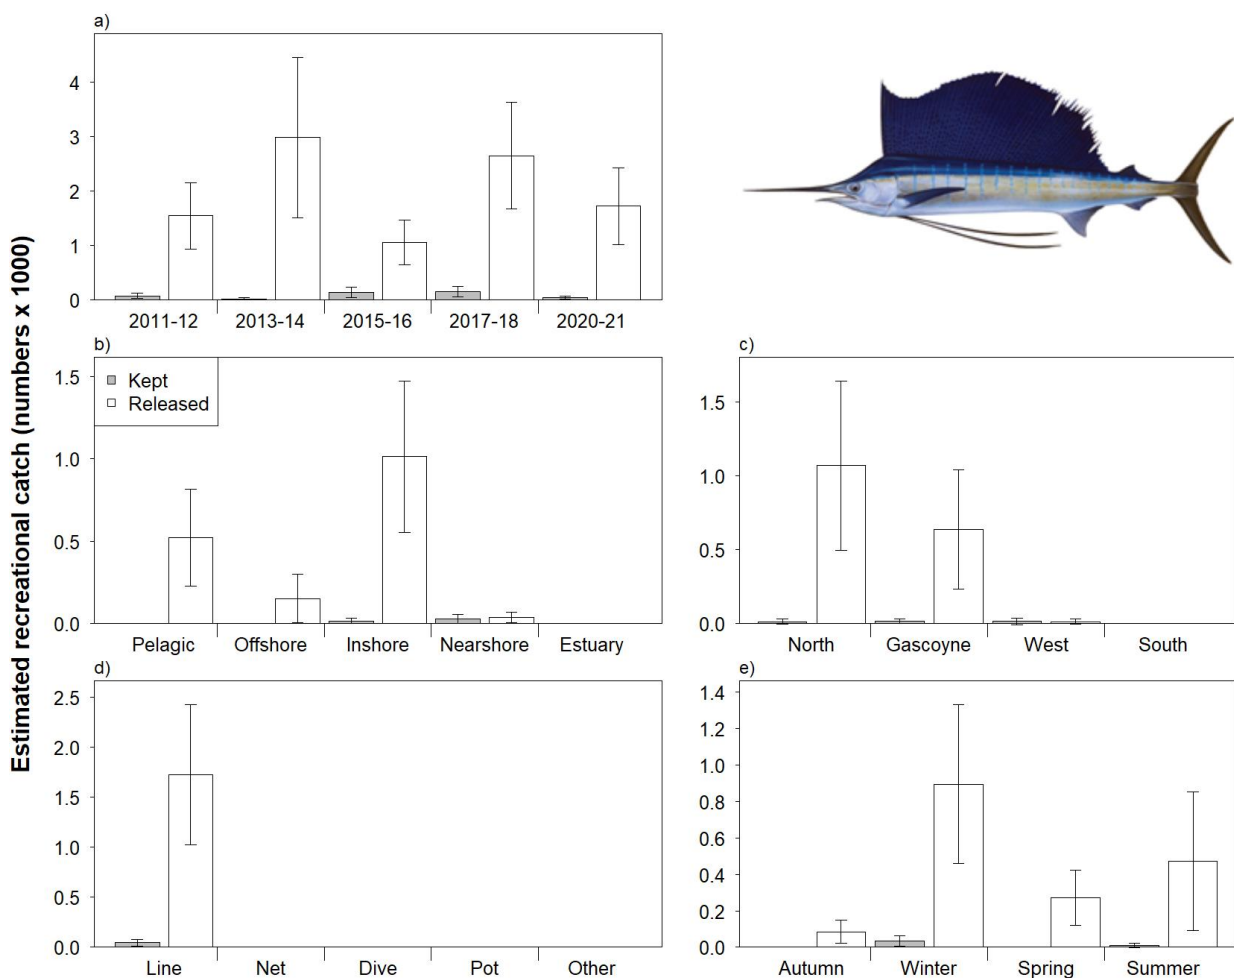 a)
Estimated recreational catch (numbers x 1000)
4
3
2
1
0
2011-12 2013-14 2015-16 2017-18 2020-21
b)
Kept
Released
1.5
1.0
0.5
0.0
Pelagic Offshore Inshore Nearshore Estuary
c)
1.5
1.0
0.5
0.0
North Gascoyne West South
d)
2.5
2.0
1.5
1.0
0.5
0.0
Line Net Dive Pot Other
e)
1.4
1.2
1.0
0.8
0.6
0.4
0.2
0.0
Autumn Winter Spring Summer